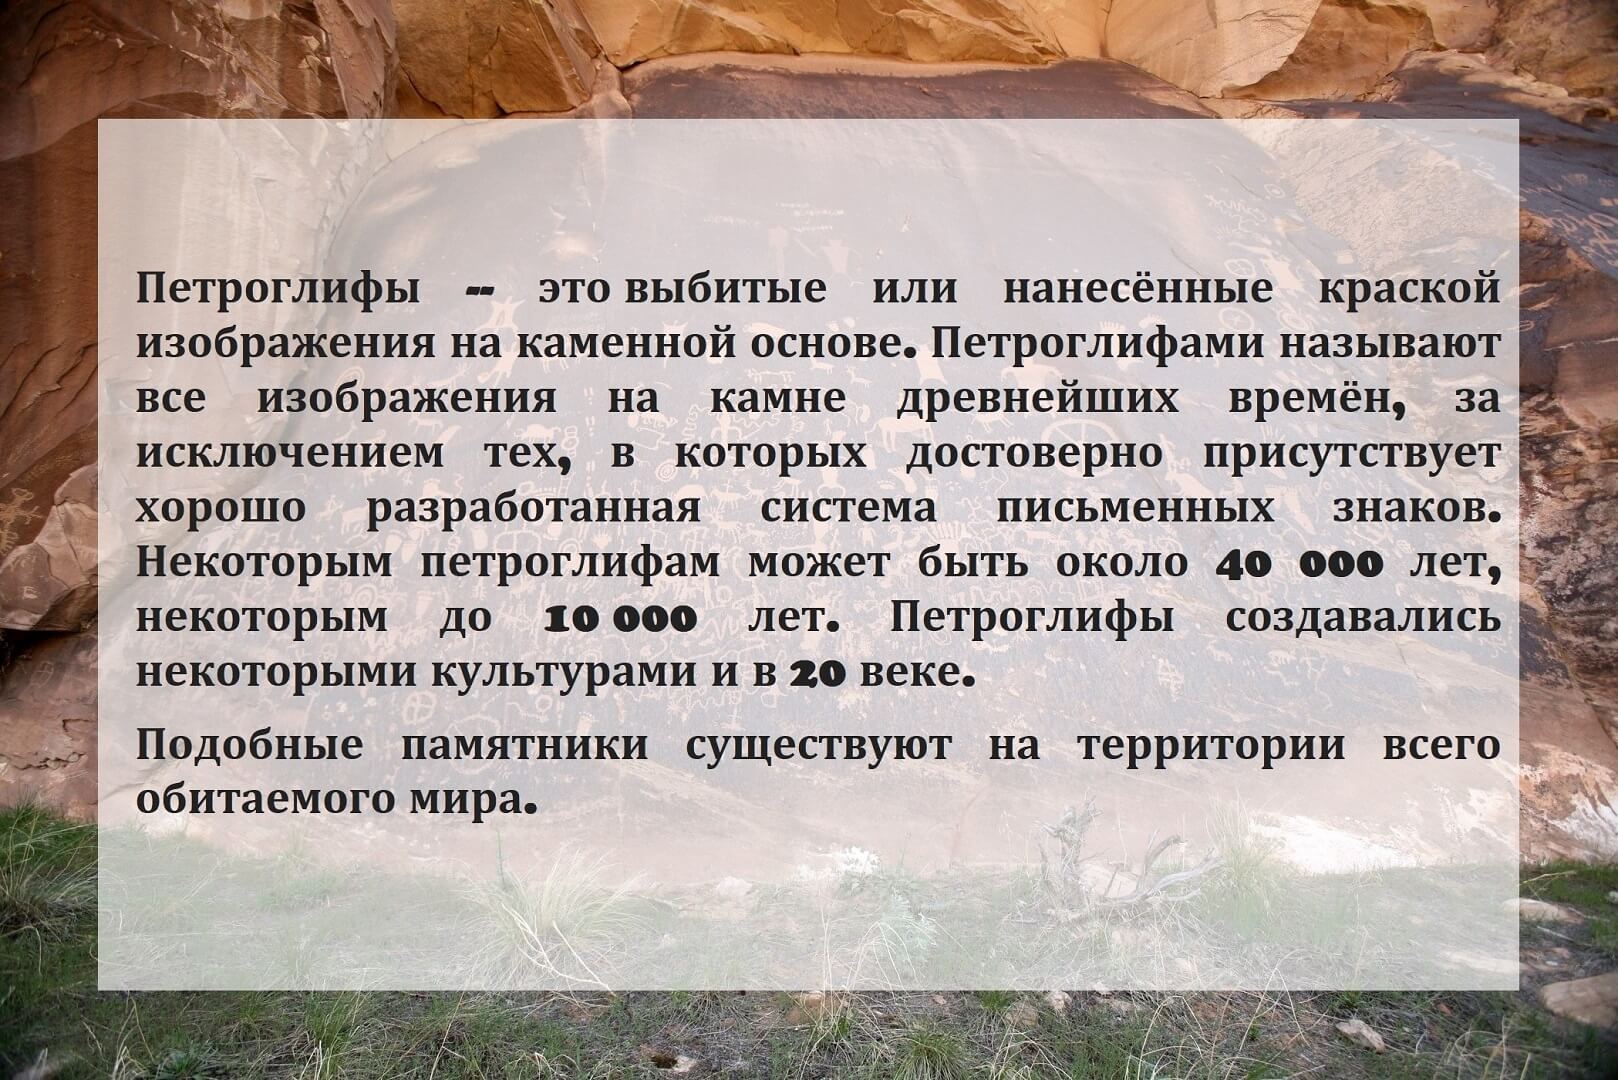 Петроглифы -- это выбитые или нанесённые краской
изображения на каменной основе. Петроглифами называют
все изображения на камне древнейших времён, за
исключением тех, в которых достоверно присутствует
хорошо разработанная система письменных знаков.
Некоторым петроглифам может быть около 40 000 лет,
некоторым до 10 000 лет. Петроглифы создавались
некоторыми культурами и в 20 веке.
Подобные памятники существуют на территории всего
обитаемого мира.